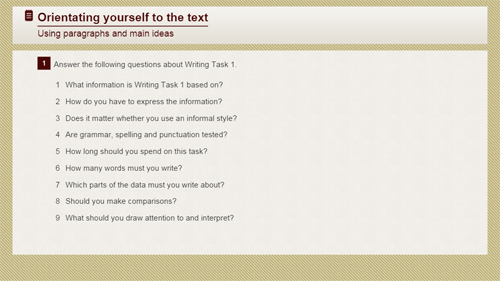 Orientating yourself to the text
Using paragraphs and main ideas
1 Answer the following questions about Writing Task 1.
1 What information is Writing Task 1 based on?
2 How do you have to express the information?
3 Does it matter whether you use an informal style?
4 Are grammar, spelling and punctuation tested?
5 How long should you spend on this task?
6 How many words must you write?
7 Which parts of the data must you write about?
8 Should you make comparisons?
9 What should you draw attention to and interpret?